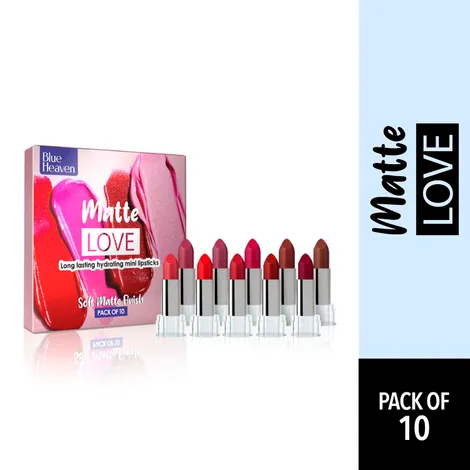 Blue
Heaven
Matte
LOVE
Long lasting hydrating mini lipsticks
Soft Matte Finish
PACK OF 10
Matte
LOVE
PACK OF
10